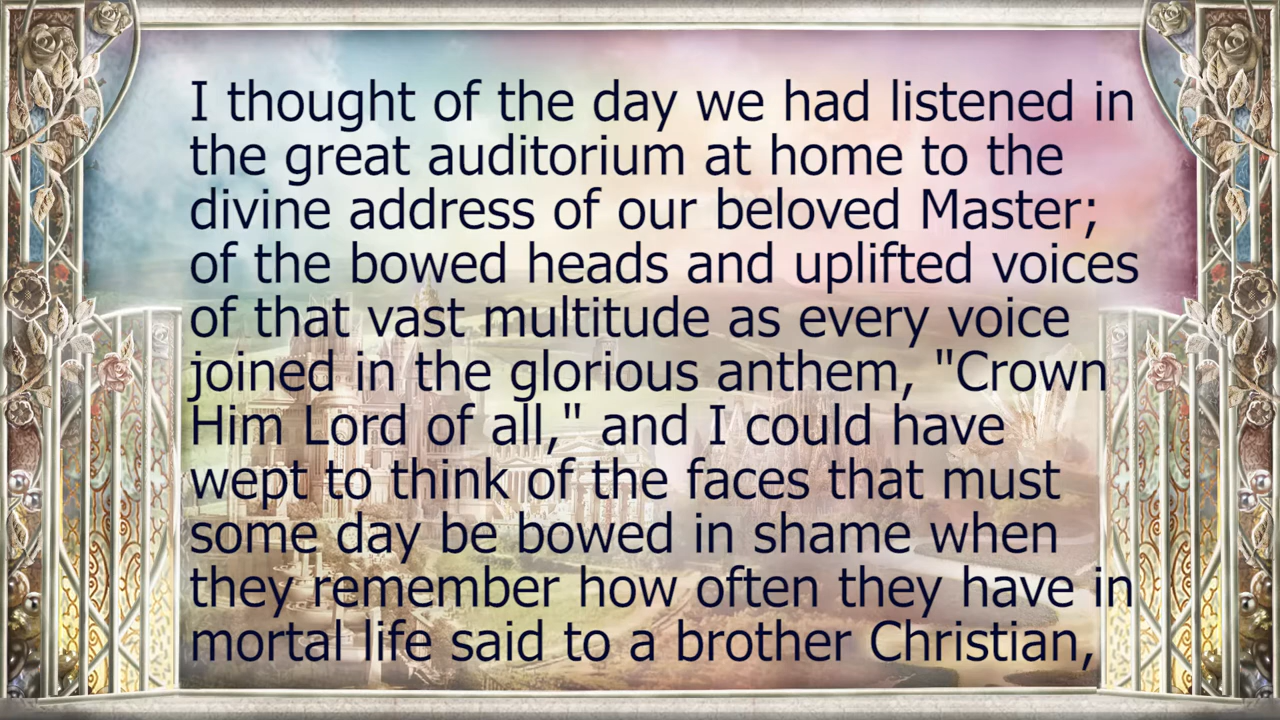 I thought of the day we had listened in
the great auditorium at home to the
divine address of our beloved Master;
of the bowed heads and uplifted voices
of that vast multitude as every voice
joined in the glorious anthem, "Crown
Him Lord of all," and I could have
wept to think of the faces that must
some day be bowed in shame when
they remember how often they have in
mortal life said to a brother Christian,